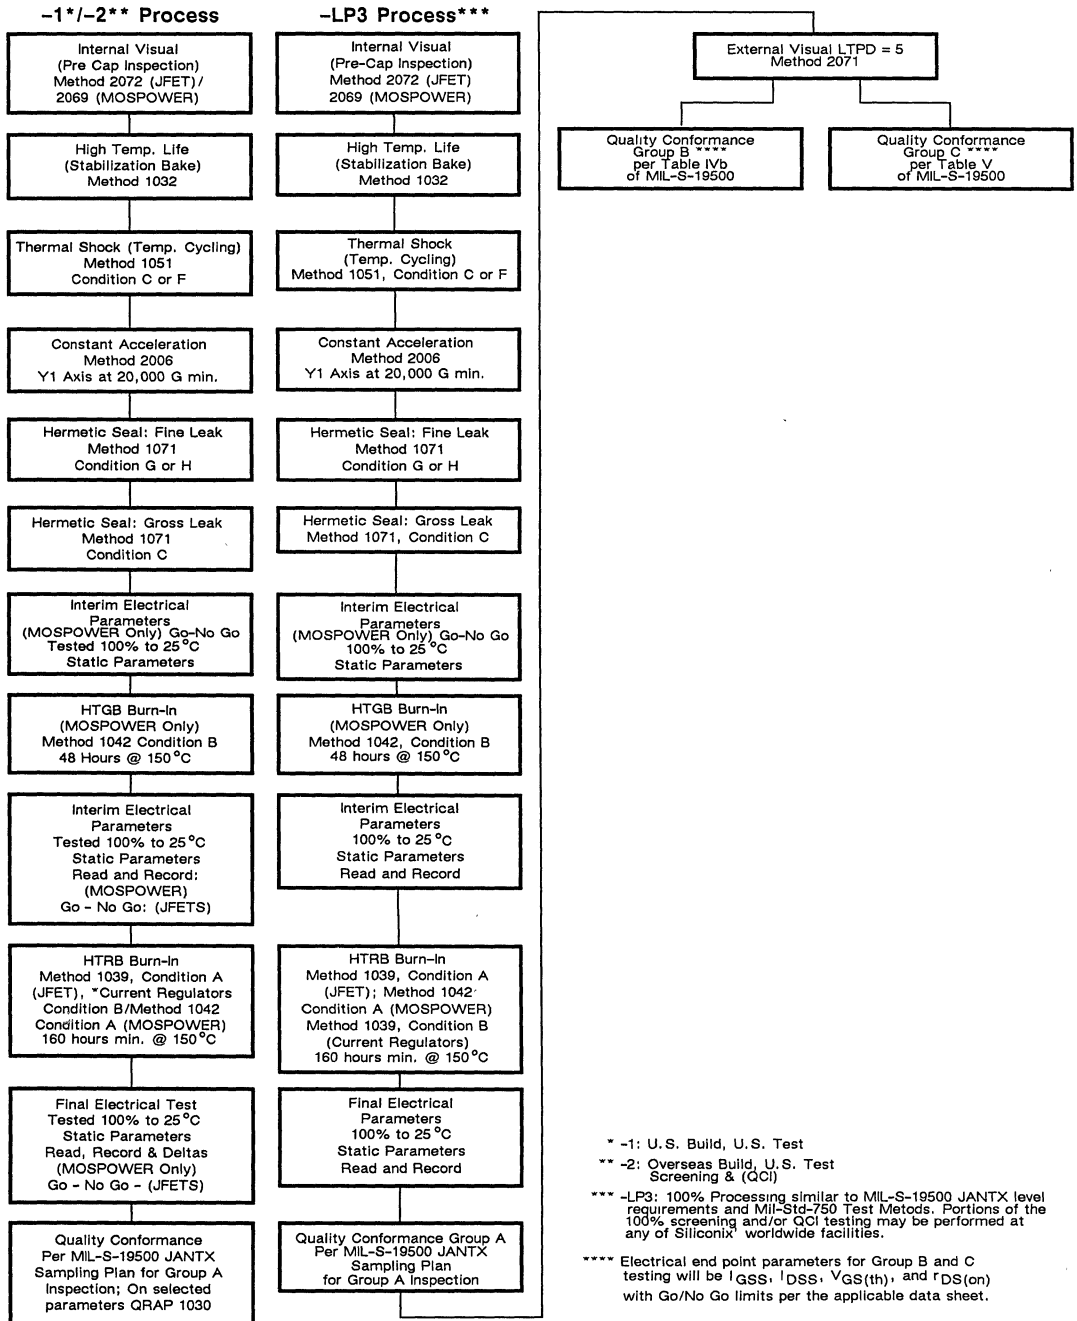 -1*/-2** Process
Internal Visual
(Pre Cap Inspection)
Method 2072 (JFET)/
2069 (MOSPOWER)
High Temp. Life
(Stabilization Bake)
Method 1032
Thermal Shock (Temp. Cycling)
Method 1051
Condition C or F
Constant Acceleration
Method 2006
Y1 Axis at 20,000 G min.
Hermetic Seal: Fine Leak
Method 1071
Condition G or H
Hermetic Seal: Gross Leak
Method 1071
Condition C
Interim Electrical
Parameters
(MOSPOWER Only) Go-No Go
Tested 100% to 25°C
Static Parameters
HTGB Burn-In
(MOSPOWER Only)
Method 1042 Condition B
48 Hours @ 150°C
Interim Electrical
Parameters
Tested 100% to 25°C
Static Parameters
Read and Record:
(MOSPOWER)
Go - No Go: (JFETS)
HTRB Burn-In
Method 1039, Condition A
(JFET), *Current Regulators
Condition B/Method 1042
Condition A (MOSPOWER)
160 hours min. @ 150°C
Final Electrical Test
Tested 100% to 25°C
Static Parameters
Read, Record & Deltas
(MOSPOWER Only)
Go - No Go - (JFETS)
Quality Conformance
Per MIL-S-19500 JANTX
Sampling Plan for Group A
Inspection; On selected
parameters QRAP 1030
-LP3 Process***
Internal Visual
(Pre-Cap Inspection)
Method 2072 (JFET)
2069 (MOSPOWER)
High Temp. Life
(Stabilization Bake)
Method 1032
Thermal Shock
(Temp. Cycling)
Method 1051, Condition C or F
Constant Acceleration
Method 2006
Y1 Axis at 20,000 G min.
Hermetic Seal: Fine Leak
Method 1071
Condition G or H
Hermetic Seal: Gross Leak
Method 1071, Condition C
Interim Electrical
Parameters
(MOSPOWER Only) Go-No Go
100% to 25°C
Static Parameters
HTGB Burn-In
(MOSPOWER Only)
Method 1042, Condition B
48 hours @ 150°C
Interim Electrical
Parameters
100% to 25°C
Static Parameters
Read and Record
HTRB Burn-In
Method 1039, Condition A
(JFET); Method 1042
Condition A (MOSPOWER)
Method 1039, Condition B
(Current Regulators)
160 hours min. @ 150°C
Final Electrical
Parameters
100% to 25°C
Static Parameters
Read and Record
Quality Conformance Group A
Per MIL-S-19500 JANTX
Sampling Plan
for Group A Inspection
External Visual LTPD = 5
Method 2071
Quality Conformance
Group B ****
per Table IVb
of MIL-S-19500
Quality Conformance
Group C ****
per Table V
of MIL-S-19500
* -1: U.S. Build, U.S. Test
** -2: Overseas Build, U.S. Test
Screening & (QCI)
*** -LP3: 100% Processing similar to MIL-S-19500 JANTX level
requirements and Mil-Std-750 Test Metods. Portions of the
100% screening and/or QCI testing may be performed at
any of Siliconix' worldwide facilities.
**** Electrical end point parameters for Group B and C
testing will be IGSS, IDSS, VGS(th), and rDS(on)
with Go/No Go limits per the applicable data sheet.